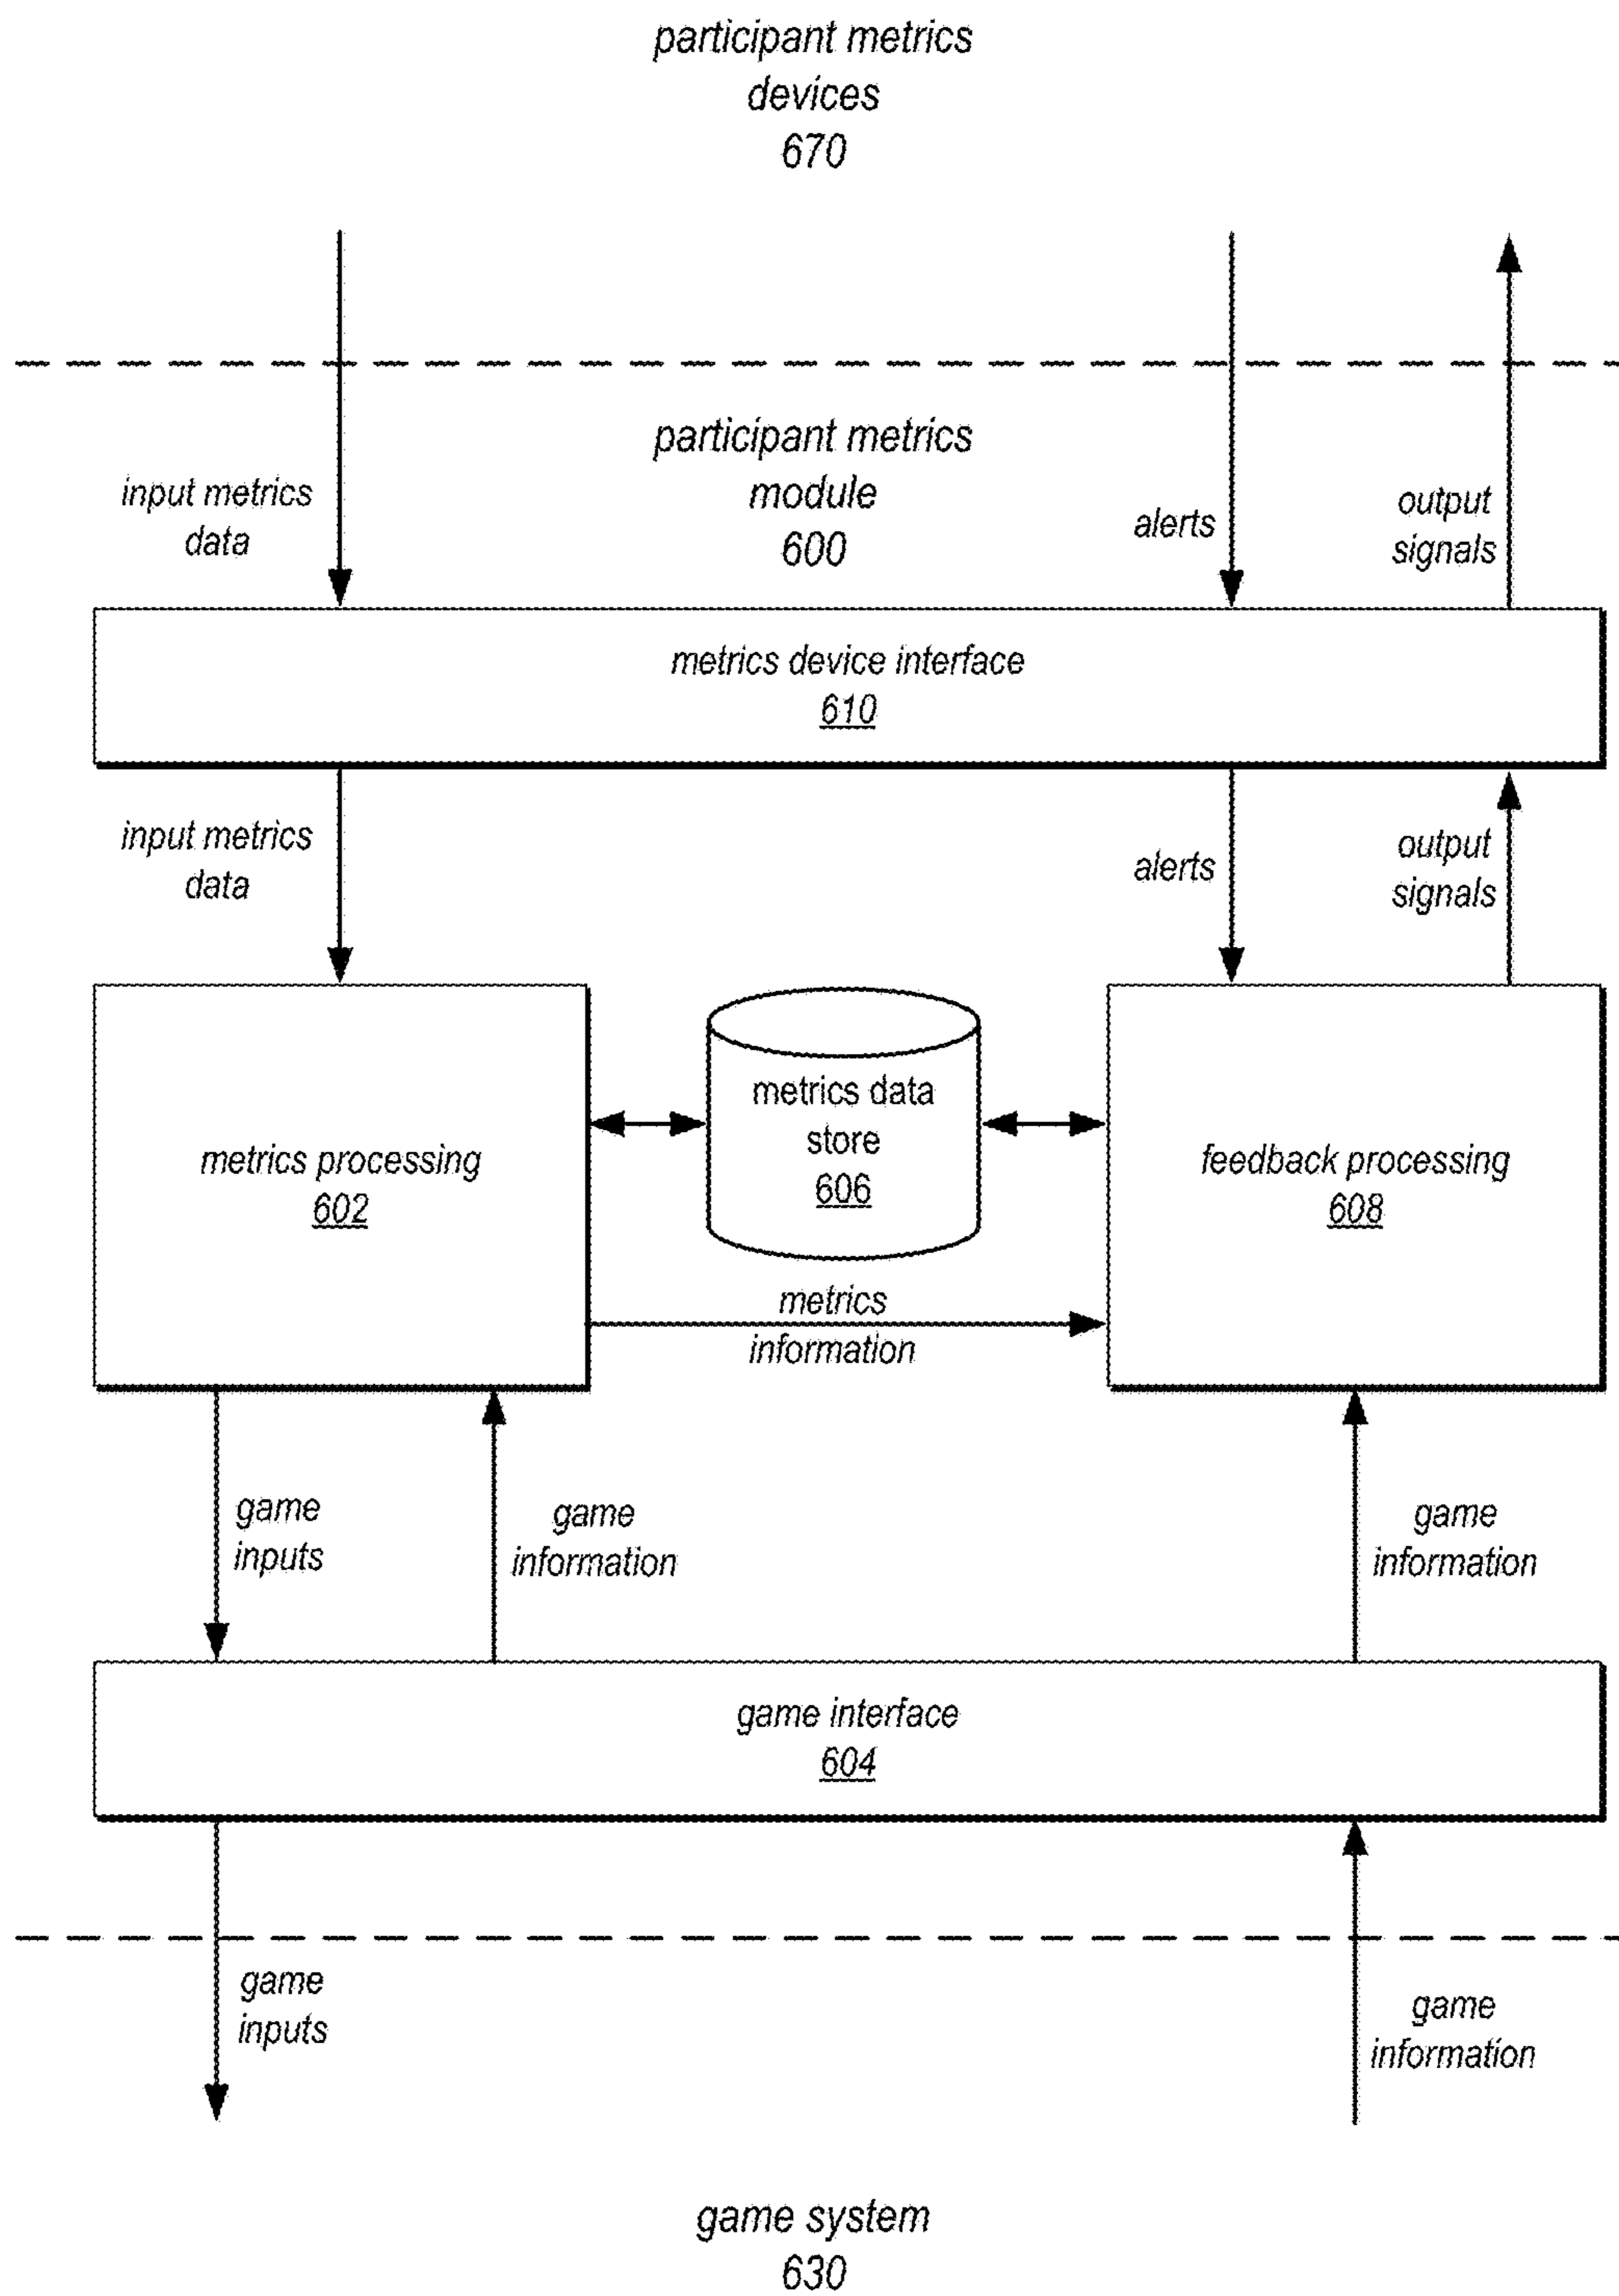 participant metrics
devices
670
participant metrics
module
600
input metrics
data
alerts
output
signals
metrics device interface
610
input metrics
data
alerts
output
signals
metrics processing
602
metrics data
store
606
feedback processing
608
metrics
information
game
inputs
game
information
game
information
game interface
604
game
inputs
game
information
game system
630